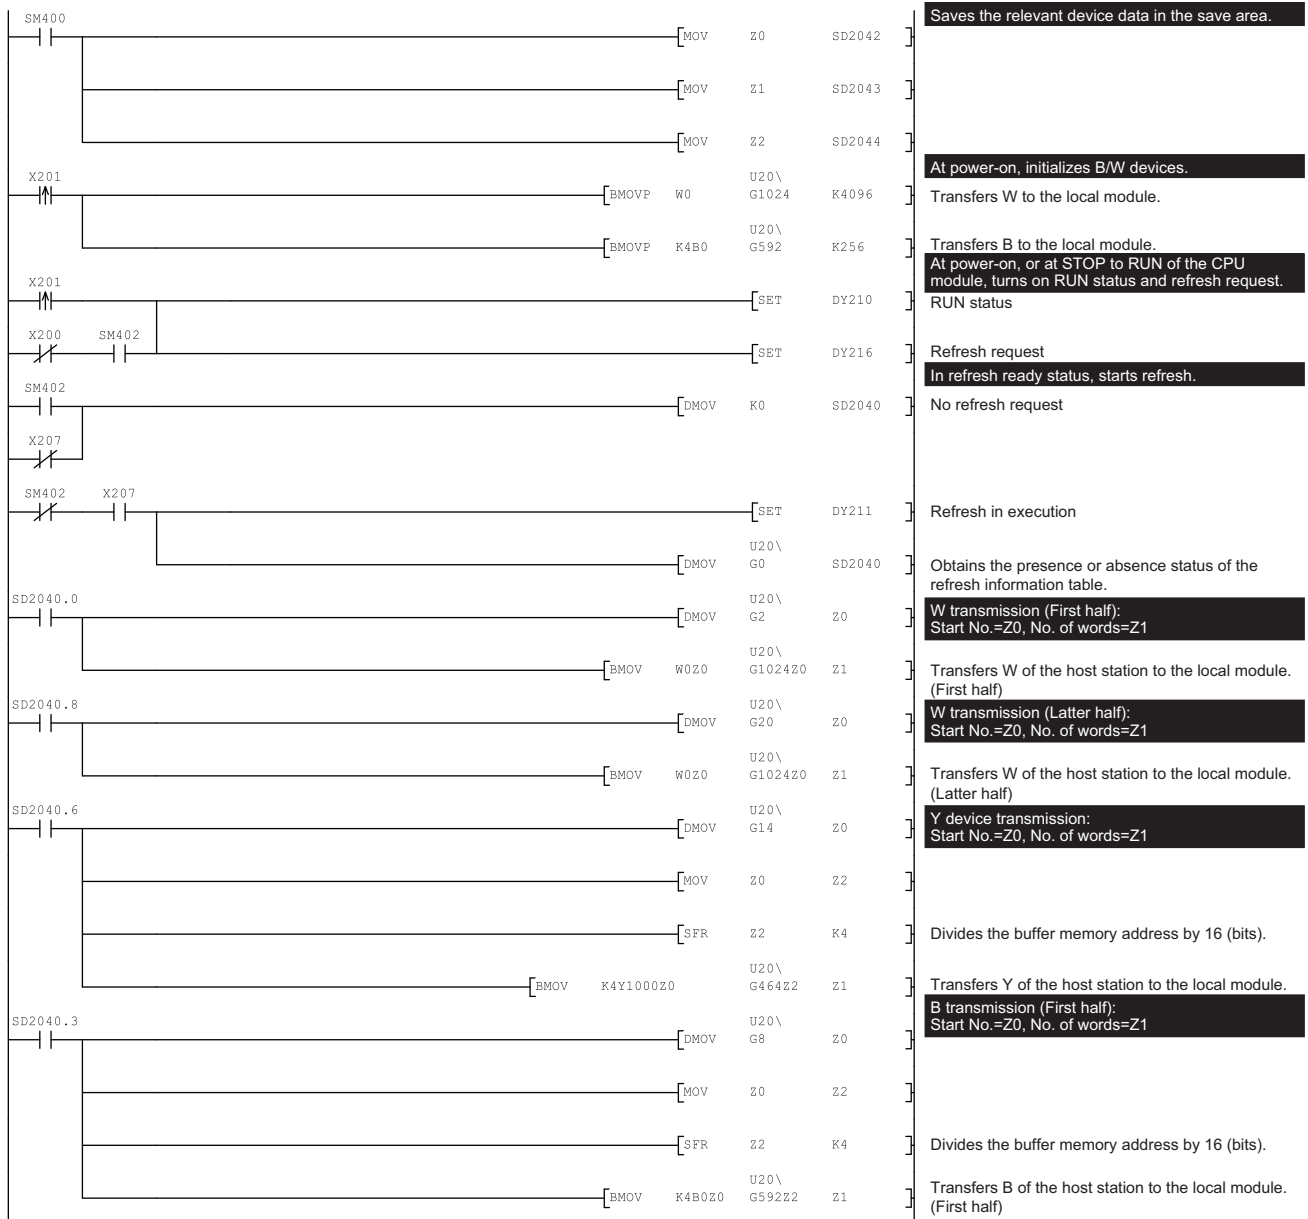 SM400
Saves the relevant device data in the save area.
MOV Z0 SD2042
MOV Z1 SD2043
MOV Z2 SD2044
At power-on, initializes B/W devices.
X201 U20\
BMOVP W0 G1024 K4096 Transfers W to the local module.
U20\
BMOVP K4B0 G592 K256 Transfers B to the local module.
At power-on, or at STOP to RUN of the CPU
module, turns on RUN status and refresh request.
X201
SET DY210 RUN status
X200 SM402
SET DY216 Refresh request
In refresh ready status, starts refresh.
SM402
DMOV K0 SD2040 No refresh request
X207
SM402 X207
SET DY211 Refresh in execution
U20\
DMOV G0 SD2040 Obtains the presence or absence status of the
refresh information table.
SD2040.0 U20\
W transmission (First half):
DMOV G2 Z0 Start No.=Z0, No. of words=Z1
U20\
BMOV W0Z0 G1024Z0 Z1 Transfers W of the host station to the local module.
(First half)
SD2040.8 U20\
W transmission (Latter half):
DMOV G20 Z0 Start No.=Z0, No. of words=Z1
U20\
BMOV W0Z0 G1024Z0 Z1 Transfers W of the host station to the local module.
(Latter half)
SD2040.6 U20\
Y device transmission:
DMOV G14 Z0 Start No.=Z0, No. of words=Z1
MOV Z0 Z2
SFR Z2 K4 Divides the buffer memory address by 16 (bits).
U20\
BMOV K4Y1000Z0 G464Z2 Z1 Transfers Y of the host station to the local module.
B transmission (First half):
SD2040.3 U20\
Start No.=Z0, No. of words=Z1
DMOV G8 Z0
MOV Z0 Z2
SFR Z2 K4 Divides the buffer memory address by 16 (bits).
U20\
BMOV K4B0Z0 G592Z2 Z1 Transfers B of the host station to the local module.
(First half)